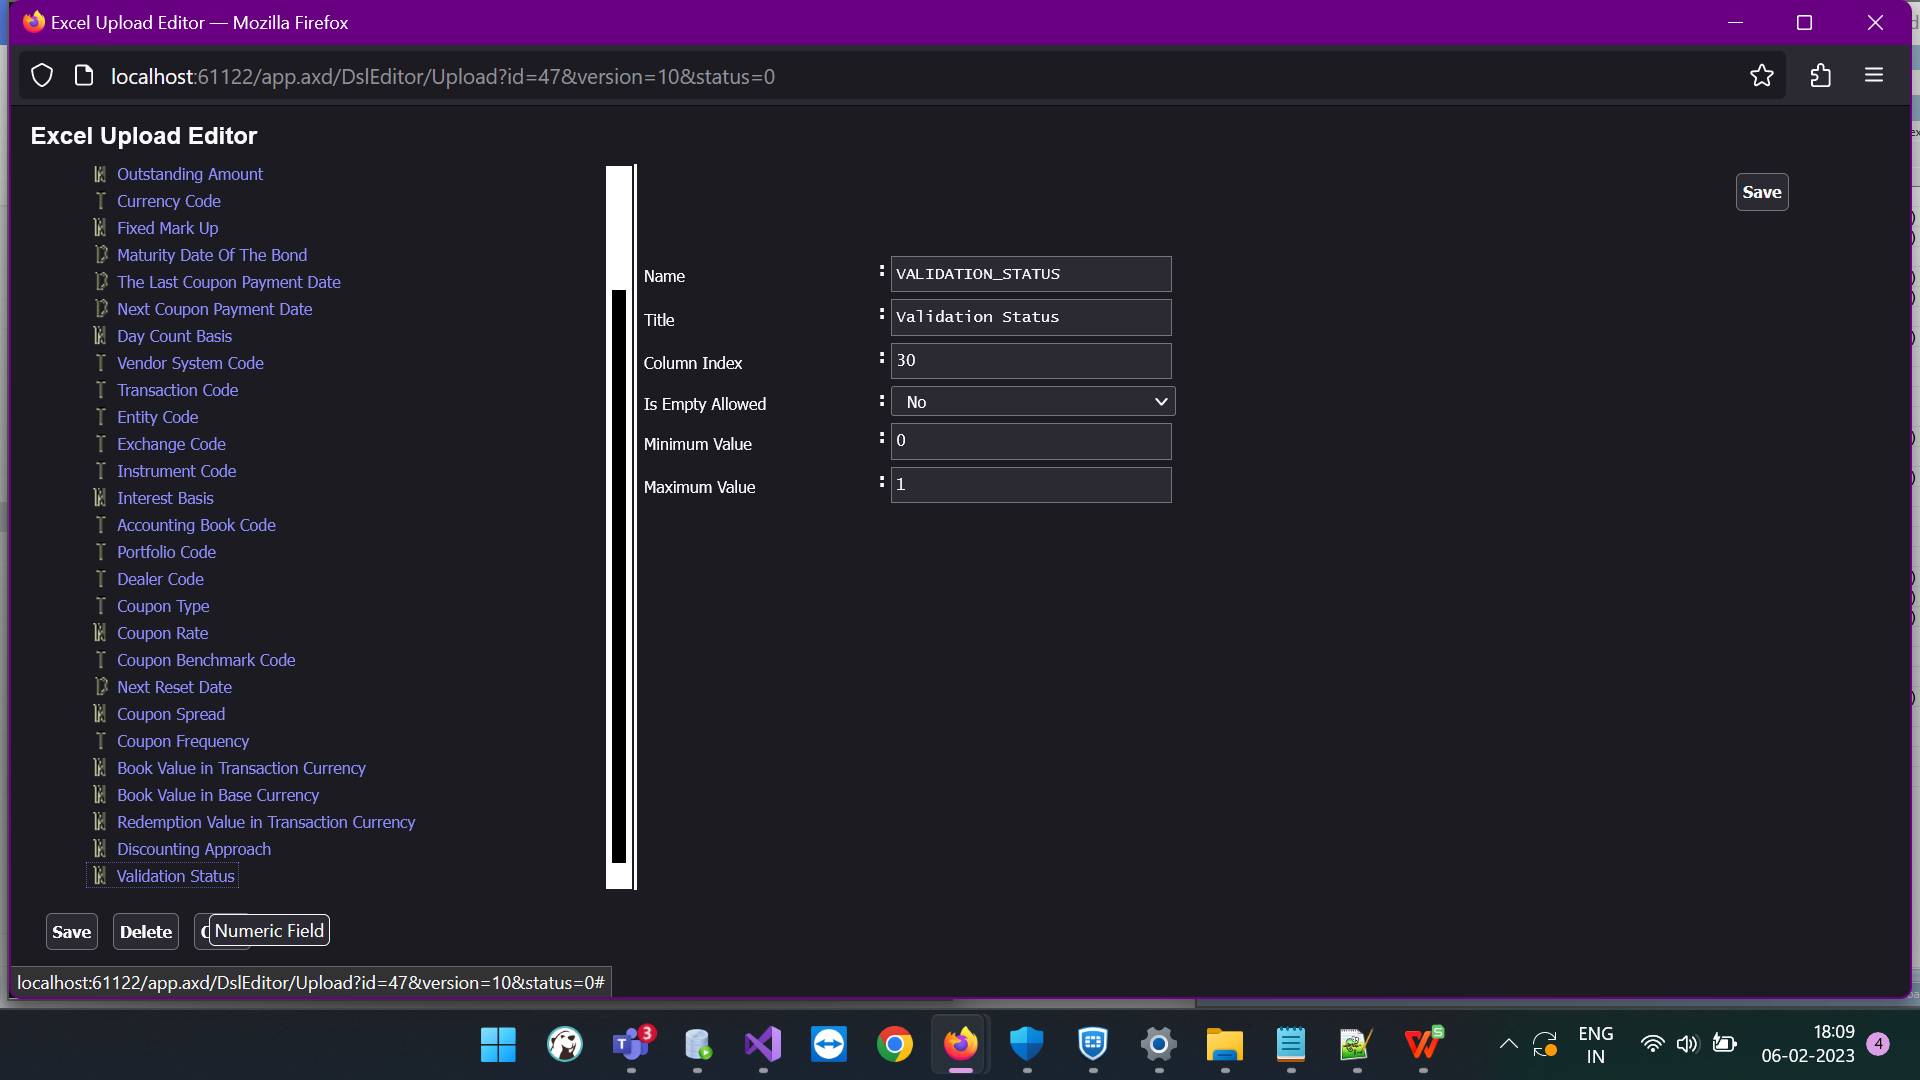 Excel Upload Editor — Mozilla Firefox
localhost:61122/app.axd/DslEditor/Upload?id=47&version=10&status=0
Excel Upload Editor
Outstanding Amount
Currency Code
Fixed Mark Up
Maturity Date Of The Bond
The Last Coupon Payment Date
Next Coupon Payment Date
Day Count Basis
Vendor System Code
Transaction Code
Entity Code
Exchange Code
Instrument Code
Interest Basis
Accounting Book Code
Portfolio Code
Dealer Code
Coupon Type
Coupon Rate
Coupon Benchmark Code
Next Reset Date
Coupon Spread
Coupon Frequency
Book Value in Transaction Currency
Book Value in Base Currency
Redemption Value in Transaction Currency
Discounting Approach
Validation Status
Save
Name : VALIDATION_STATUS
Title : Validation Status
Column Index : 30
Is Empty Allowed : No
Minimum Value : 0
Maximum Value : 1
Save Delete Numeric Field
localhost:61122/app.axd/DslEditor/Upload?id=47&version=10&status=0#
3
ENG
IN
18:09
06-02-2023
4